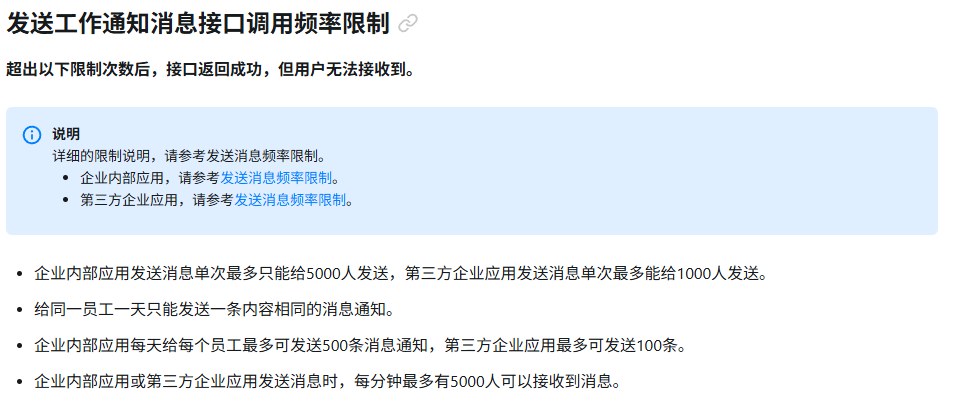 发送工作通知消息接口调用频率限制
超出以下限制次数后，接口返回成功，但用户无法接收到。
说明
详细的限制说明，请参考发送消息频率限制。
• 企业内部应用，请参考发送消息频率限制。
• 第三方企业应用，请参考发送消息频率限制。
• 企业内部应用发送消息单次最多只能给5000人发送，第三方企业应用发送消息单次最多能给1000人发送。
• 给同一员工一天只能发送一条内容相同的消息通知。
• 企业内部应用每天给每个员工最多可发送500条消息通知，第三方企业应用最多可发送100条。
• 企业内部应用或第三方企业应用发送消息时，每分钟最多有5000人可以接收到消息。